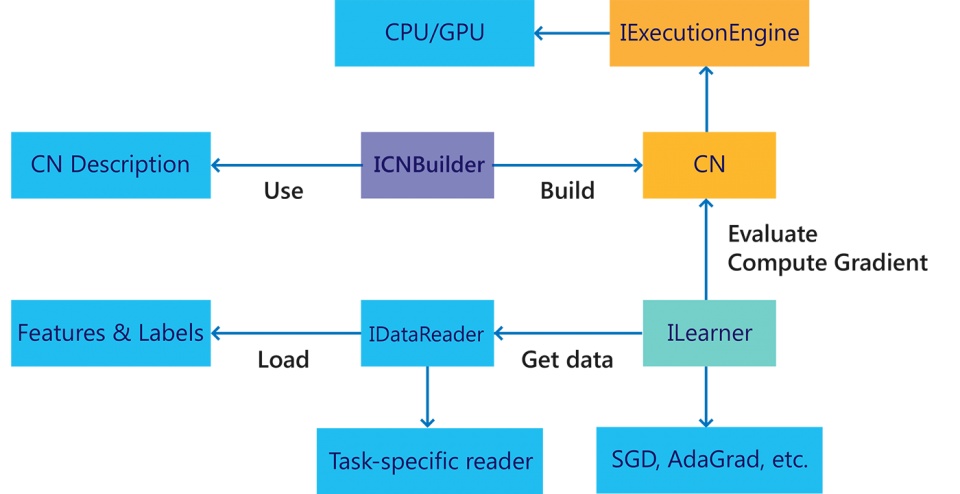 CPU/GPU
IExecutionEngine
CN Description
ICNBuilder
CN
Use
Build
Evaluate
Compute Gradient
Features & Labels
IDataReader
ILearner
Load
Get data
Task-specific reader
SGD, AdaGrad, etc.